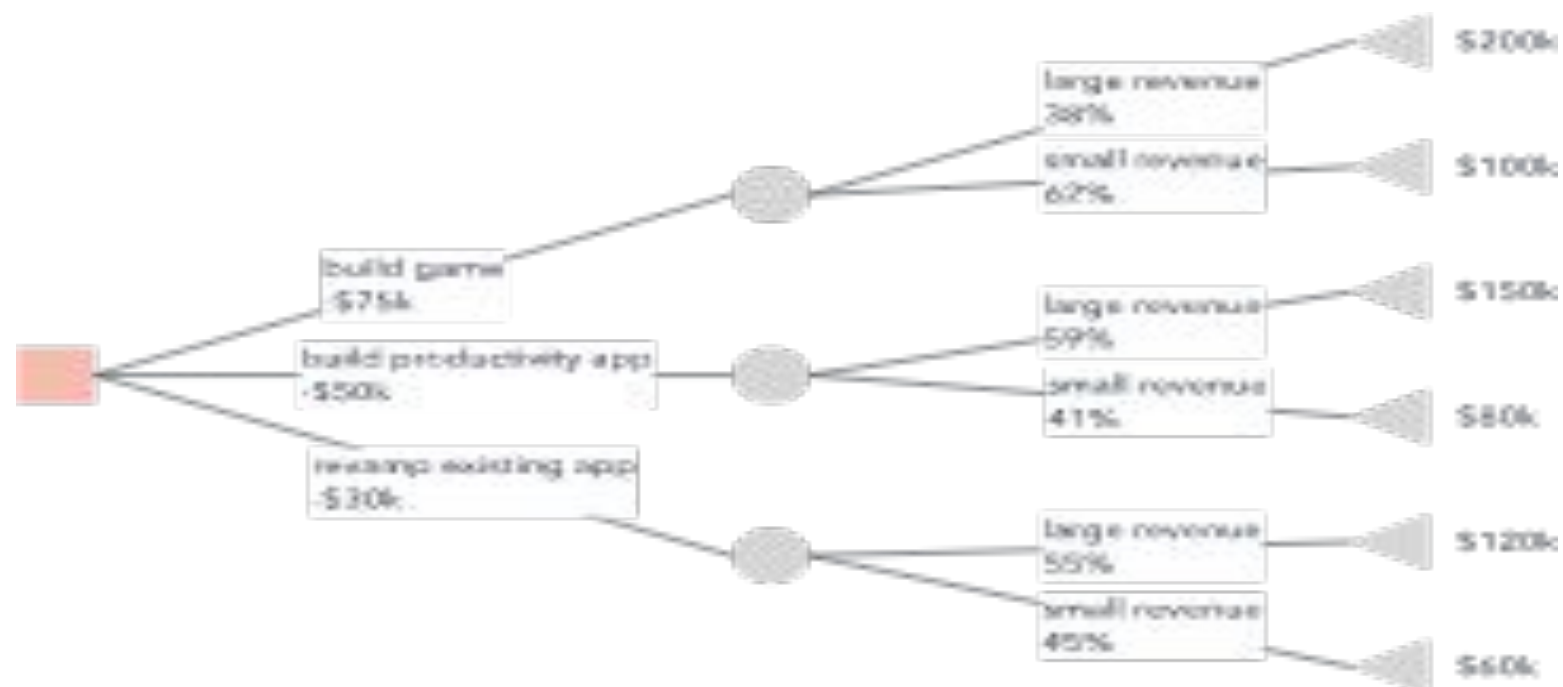 $200k
large revenue
38%
small revenue
62%
$100k
build game
-$75k
large revenue
59%
$150k
build productivity app
-$50k
small revenue
41%
$80k
revamp existing app
-$30k
large revenue
55%
$120k
small revenue
45%
$60k